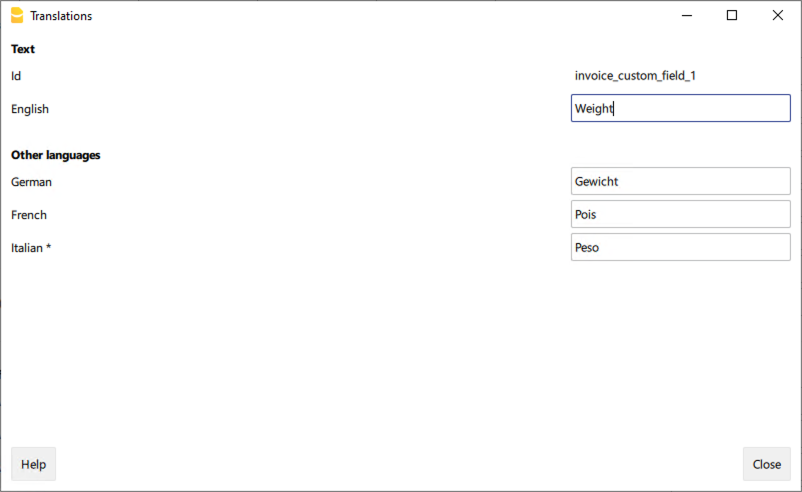 Translations
Text
Id invoice_custom_field_1
English Weight
Other languages
German Gewicht
French Pois
Italian * Peso
Help Close